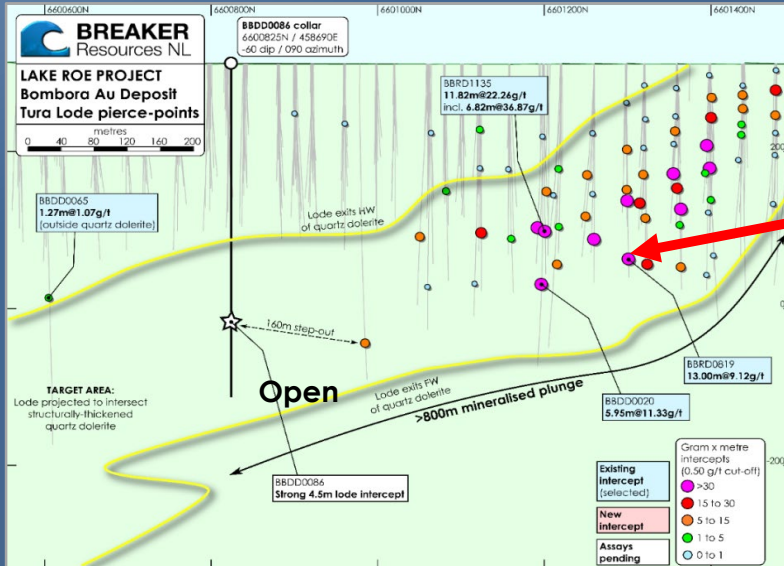 6600600N
6600800N
6601000N
6601200N
6601400N
BREAKER
Resources NL
LAKE ROE PROJECT
Bombora Au Deposit
Tura Lode pierce-points
metres
0 40 80 120 160 200
BBDD0086 collar
6600825N / 458690E
-60 dip / 090 azimuth
BBRD1135
11.82m@22.26g/t
incl. 6.82m@36.87g/t
BBDD0065
1.27m@1.07g/t
(outside quartz dolerite)
Lode exits HW
of quartz dolerite
160m step-out
TARGET AREA:
Lode projected to intersect
structurally-thickened
quartz dolerite
Open
Lode exits FW
of quartz dolerite
>800m mineralised plunge
BBRD0819
13.00m@9.12g/t
BBDD0020
5.95m@11.33g/t
BBDD0086
Strong 4.5m lode intercept
-200
Existing
intercept
(selected)
New
intercept
Assays
pending
Gram x metre
intercepts
(0.50 g/t cut-off)
>30
15 to 30
5 to 15
1 to 5
0 to 1